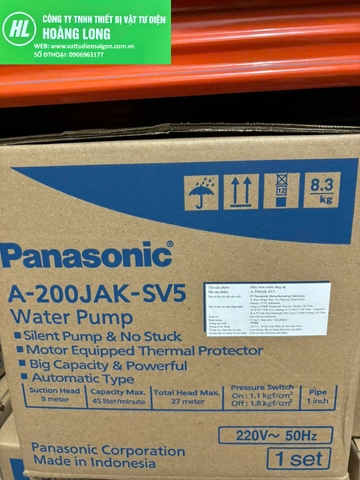 HL
CÔNG TY TNHH THIẾT BỊ VẬT TƯ ĐIỆN
HOÀNG LONG
WEB: www.vattudiensaigon.com.vn
SỐ ĐTHOẠI: 0906963177
12
8.3
kg
Panasonic
A-200JAK-SV5
Water Pump
Silent Pump & No Stuck
Motor Equipped Thermal Protector
Big Capacity & Powerful
Automatic Type
Suction Head
9 meter
Capacity Max.
45 liter/minute
Total Head Max.
27 meter
Pressure Switch
On : 1.1 kgf/cm²
Off : 1.8 kgf/cm²
Pipe
1 inch
220V~ 50Hz
Panasonic Corporation
Made in Indonesia
1 set